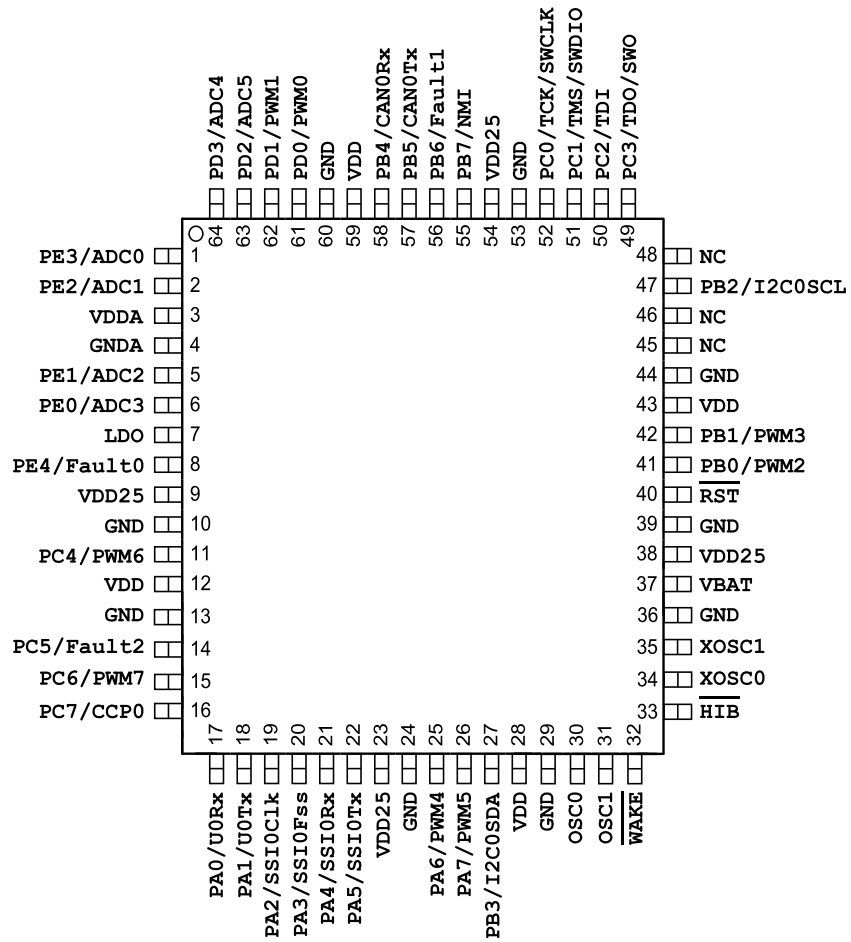 PD3/ADC4
PD2/ADC5
PD1/PWM1
PD0/PWM0
GND
VDD
PB4/CAN0Rx
PB5/CAN0Tx
PB6/Fault1
PB7/NMI
VDD25
GND
PC0/TCK/SWCLK
PC1/TMS/SWDIO
PC2/TDI
PC3/TDO/SWO
64
63
62
61
60
59
58
57
56
55
54
53
52
51
50
49
PE3/ADC0 1
PE2/ADC1 2
VDDA 3
GNDA 4
PE1/ADC2 5
PE0/ADC3 6
LDO 7
PE4/Fault0 8
VDD25 9
GND 10
PC4/PWM6 11
VDD 12
GND 13
PC5/Fault2 14
PC6/PWM7 15
PC7/CCP0 16
48 NC
47 PB2/I2C0SCL
46 NC
45 NC
44 GND
43 VDD
42 PB1/PWM3
41 PB0/PWM2
40 RST
39 GND
38 VDD25
37 VBAT
36 GND
35 XOSC1
34 XOSC0
33 HIB
17
18
19
20
21
22
23
24
25
26
27
28
29
30
31
32
PA0/U0Rx
PA1/U0Tx
PA2/SSI0Clk
PA3/SSI0Fss
PA4/SSI0Rx
PA5/SSI0Tx
VDD25
GND
PA6/PWM4
PA7/PWM5
PB3/I2C0SDA
VDD
GND
OSC0
OSC1
WAKE